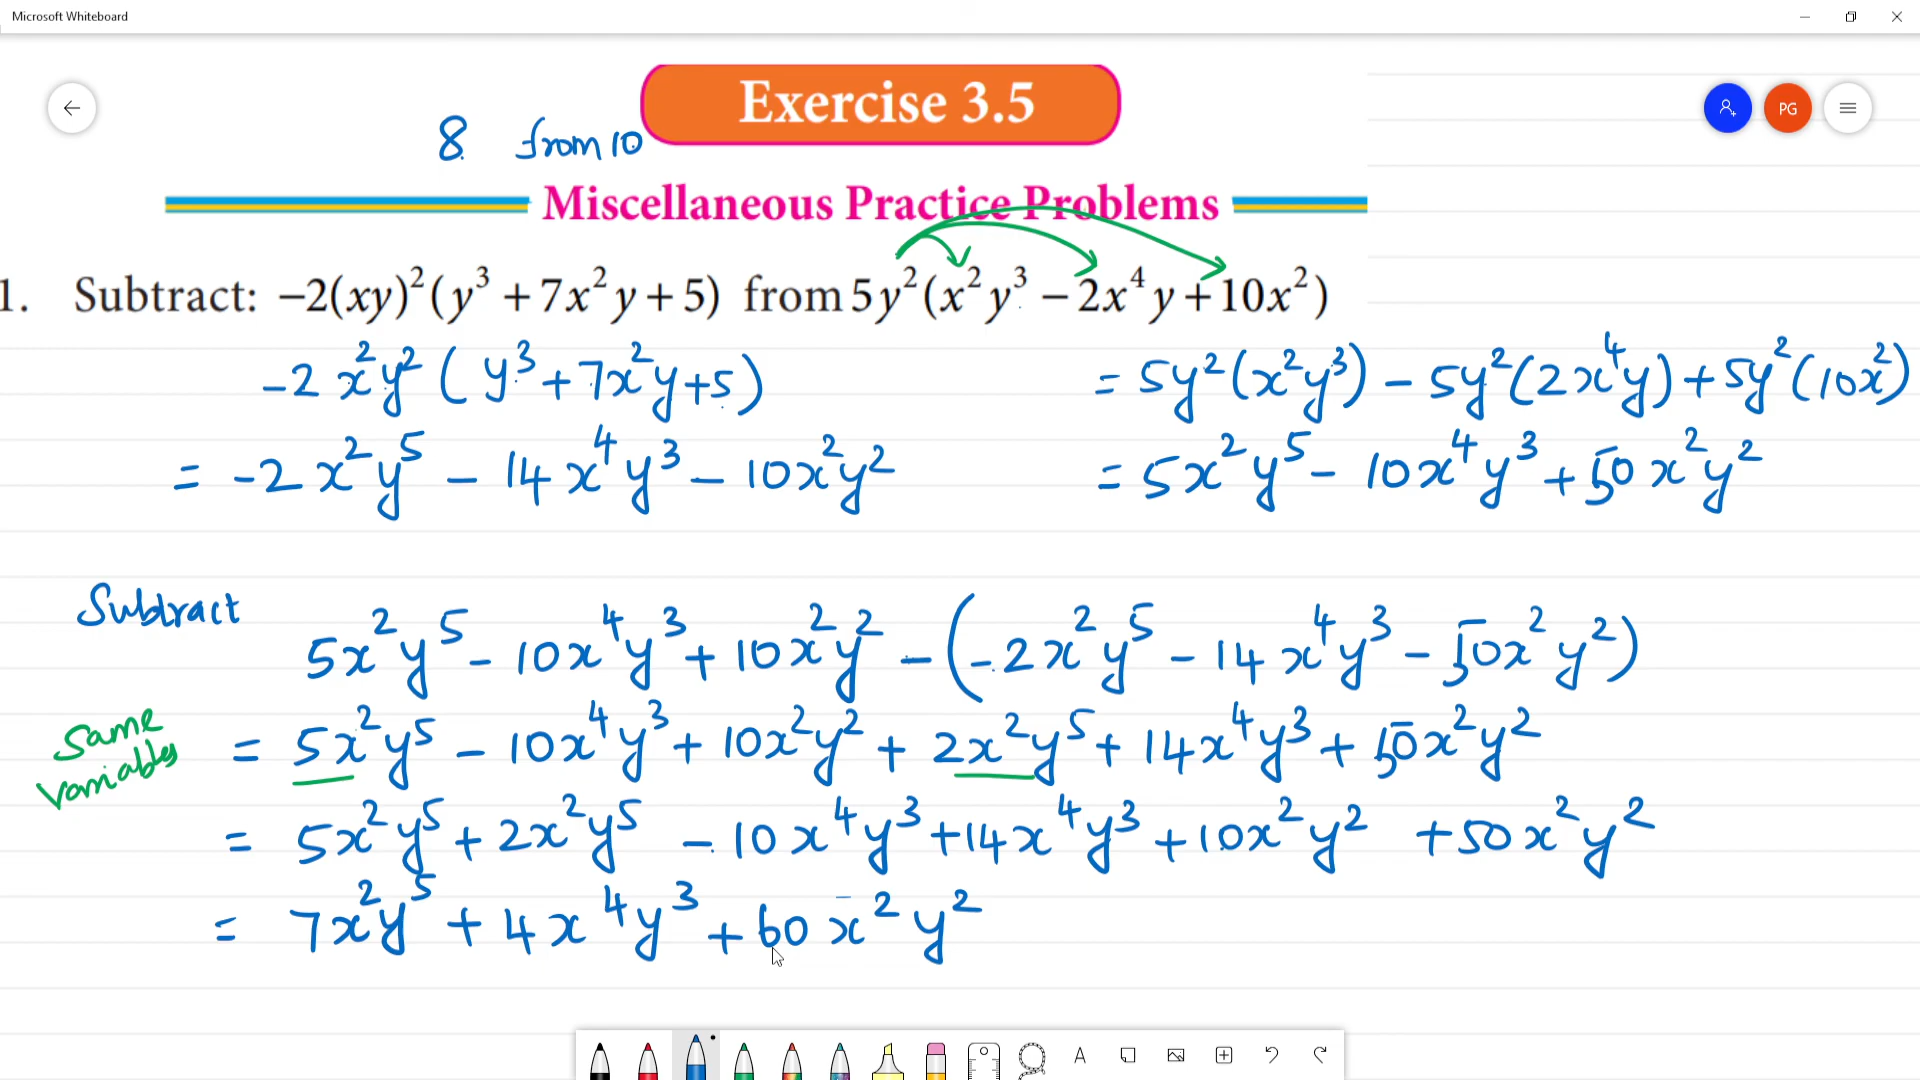 Microsoft Whiteboard
Exercise 3.5
PG
8 from 10
Miscellaneous Practice Problems
1. Subtract: −2(xy)²(y³ + 7x²y + 5) from 5y²(x²y³ − 2x⁴y + 10x²)
-2 x²y² ( y³ + 7x²y + 5 )
= 5y²(x²y³) − 5y²(2x⁴y) + 5y²(10x²)
= -2x²y⁵ − 14x⁴y³ − 10x²y²
= 5x²y⁵ − 10x⁴y³ + 50x²y²
Subtract
5x²y⁵ − 10x⁴y³ + 10x²y² − (-2x²y⁵ − 14x⁴y³ − 50x²y²)
Same variables
= 5x²y⁵ − 10x⁴y³ + 10x²y² + 2x²y⁵ + 14x⁴y³ + 50x²y²
= 5x²y⁵ + 2x²y⁵ − 10x⁴y³ + 14x⁴y³ + 10x²y² + 50x²y²
= 7x²y⁵ + 4x⁴y³ + 60x²y²
A